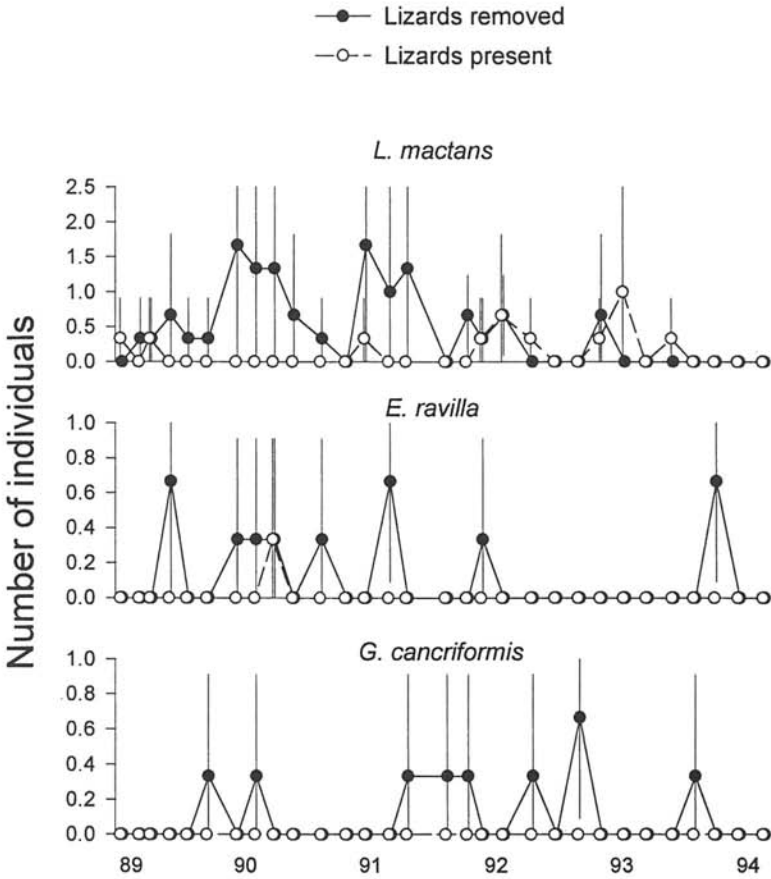 Lizards removed
Lizards present
L. mactans
2.5
2.0
1.5
1.0
0.5
0.0
E. ravilla
1.0
0.8
0.6
0.4
0.2
0.0
G. cancriformis
1.0
0.8
0.6
0.4
0.2
0.0
89 90 91 92 93 94
Number of individuals